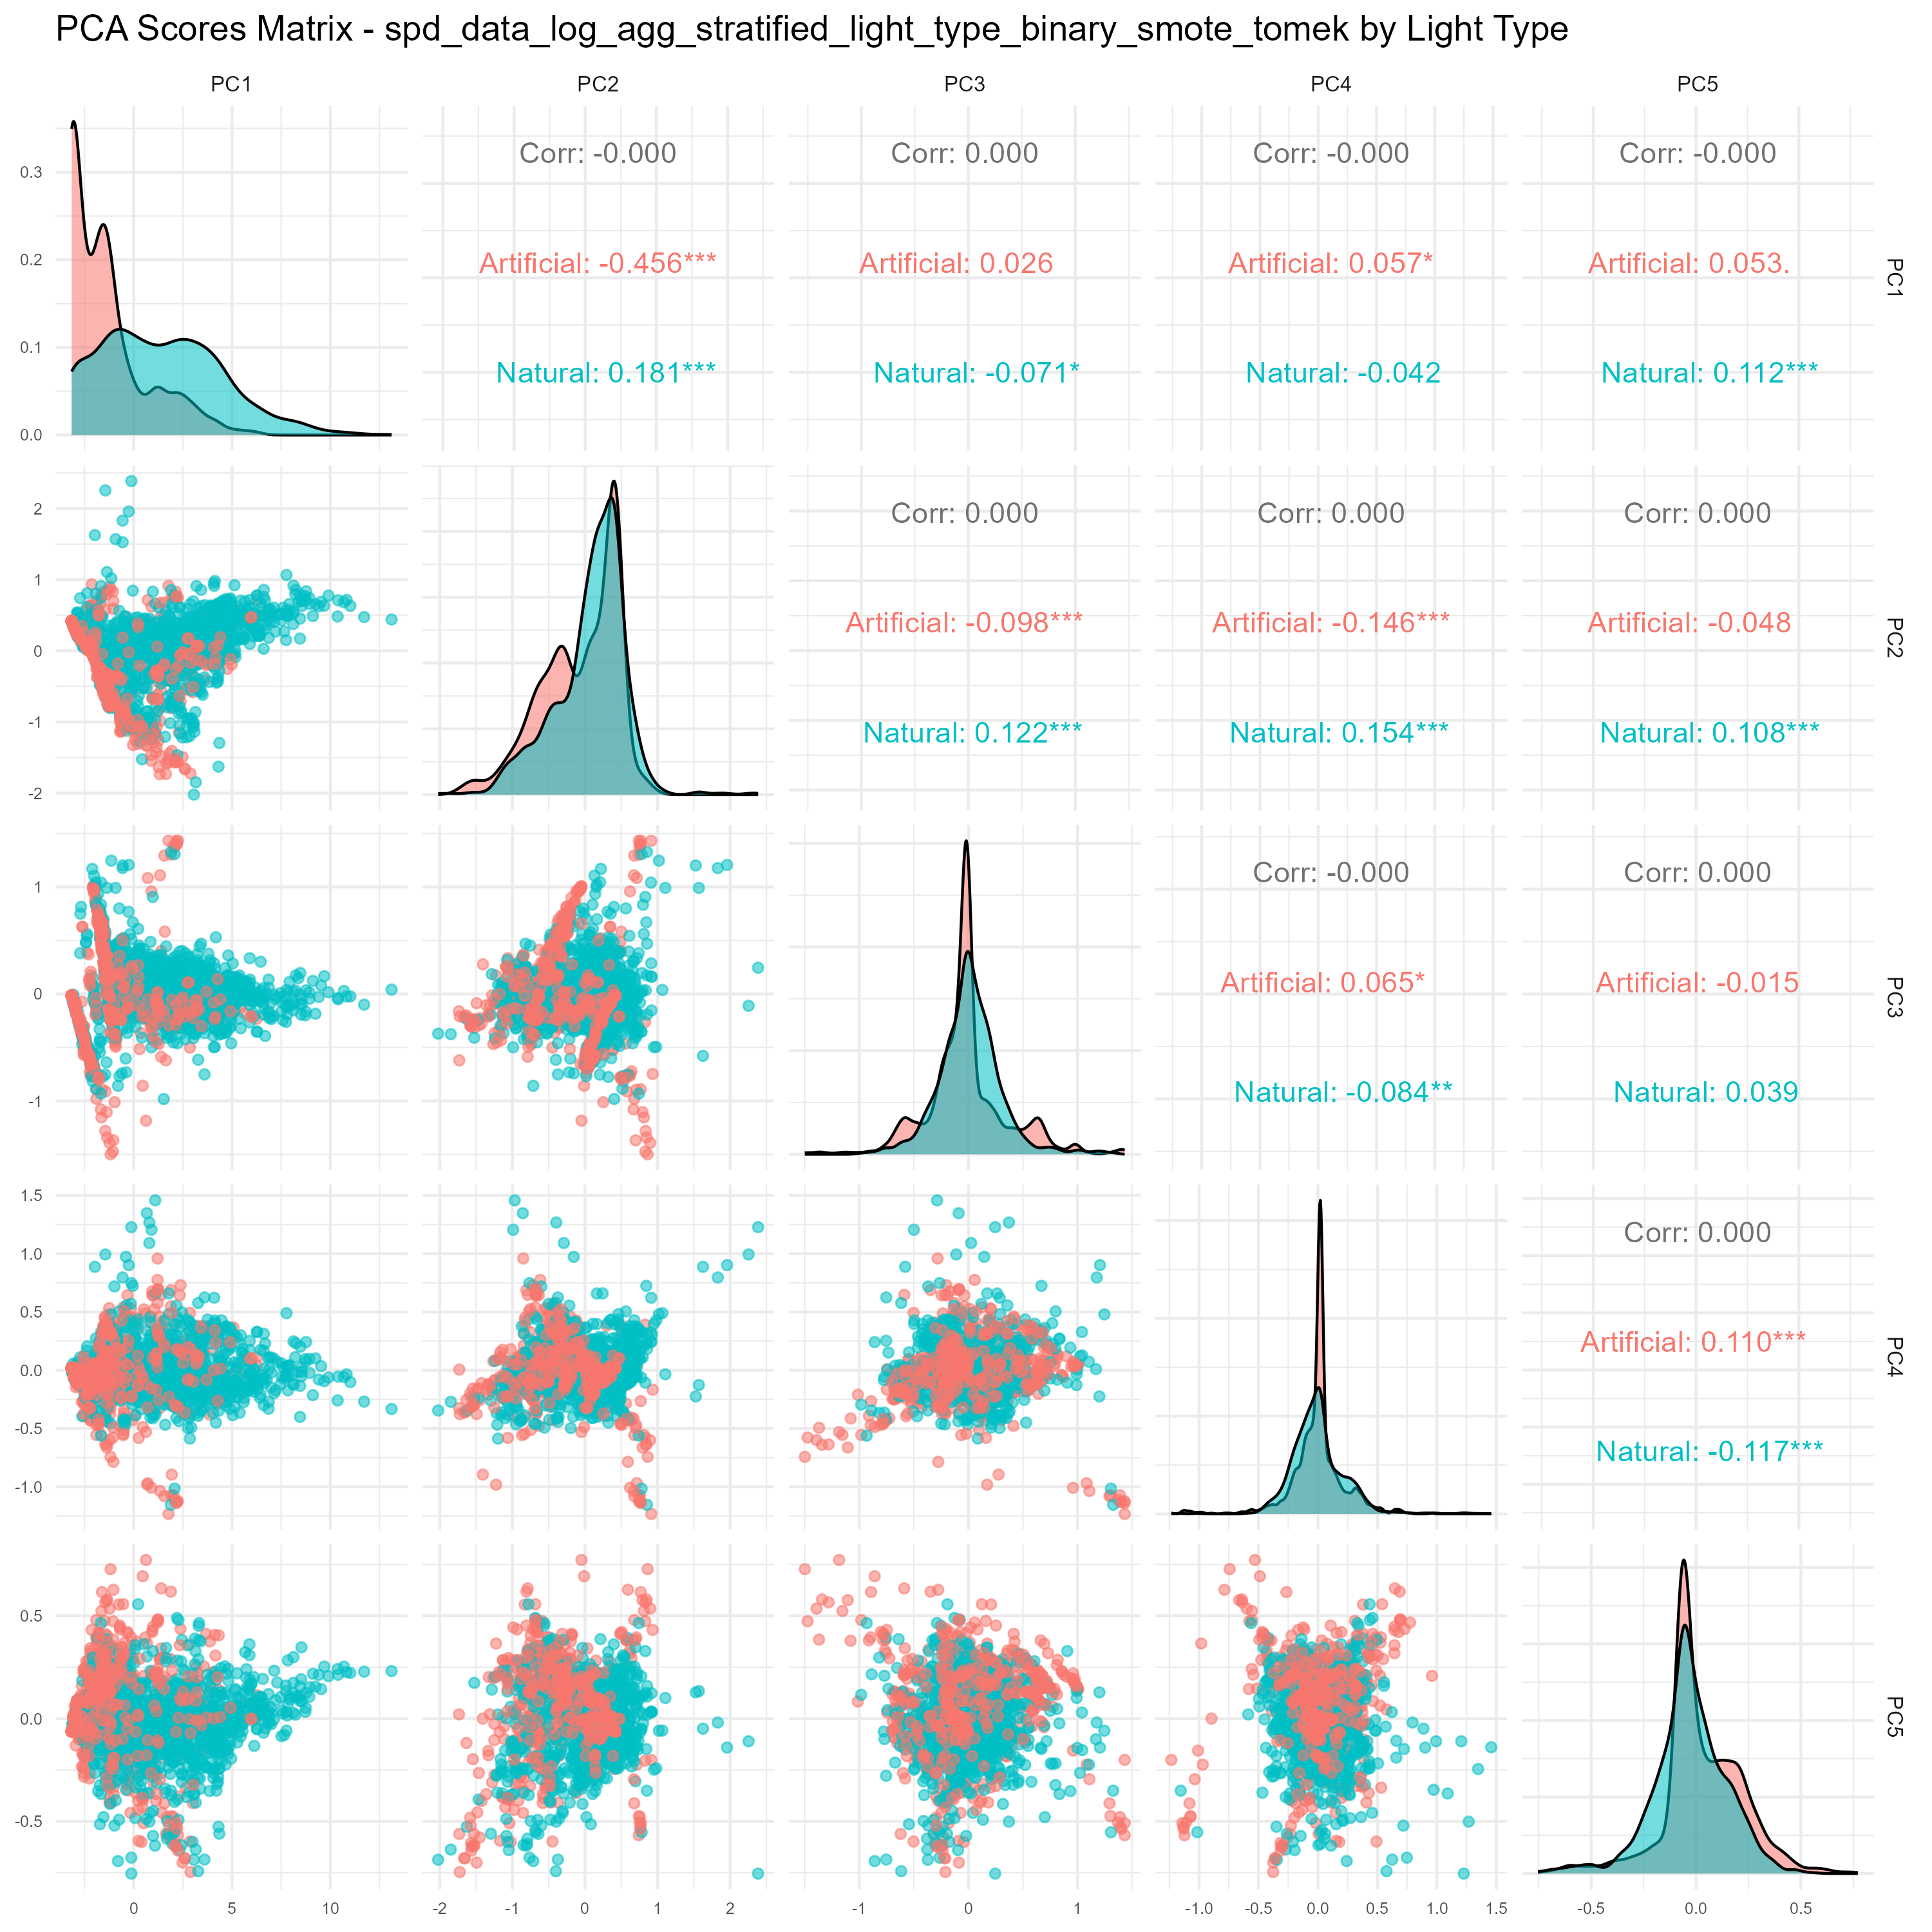 PCA Scores Matrix - spd_data_log_agg_stratified_light_type_binary_smote_tomek by Light Type
PC1 PC2 PC3 PC4 PC5
0.3
0.2
0.1
0.0
Corr: -0.000
Artificial: -0.456***
Natural: 0.181***
Corr: 0.000
Artificial: 0.026
Natural: -0.071*
Corr: -0.000
Artificial: 0.057*
Natural: -0.042
Corr: -0.000
Artificial: 0.053.
Natural: 0.112***
PC1
2
1
0
-1
-2
Corr: 0.000
Artificial: -0.098***
Natural: 0.122***
Corr: 0.000
Artificial: -0.146***
Natural: 0.154***
Corr: 0.000
Artificial: -0.048
Natural: 0.108***
PC2
1
0
-1
Corr: -0.000
Artificial: 0.065*
Natural: -0.084**
Corr: 0.000
Artificial: -0.015
Natural: 0.039
PC3
1.5
1.0
0.5
0.0
-0.5
-1.0
Corr: 0.000
Artificial: 0.110***
Natural: -0.117***
PC4
0.5
0.0
-0.5
PC5
0 5 10
-2 -1 0 1 2
-1 0 1
-1.0 -0.5 0.0 0.5 1.0 1.5
-0.5 0.0 0.5